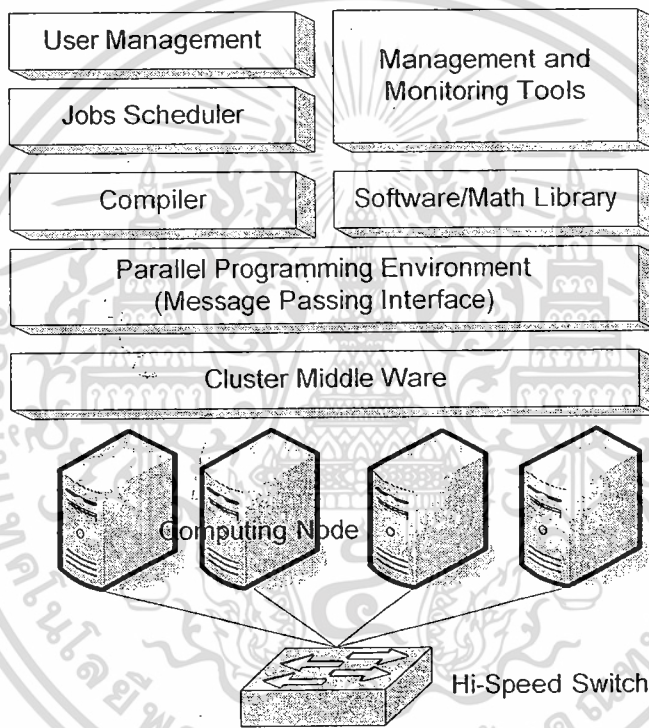 User Management
Management and
Monitoring Tools
Jobs Scheduler
Compiler
Software/Math Library
Parallel Programming Environment
(Message Passing Interface)
Cluster Middle Ware
Computing Node
Hi-Speed Switch